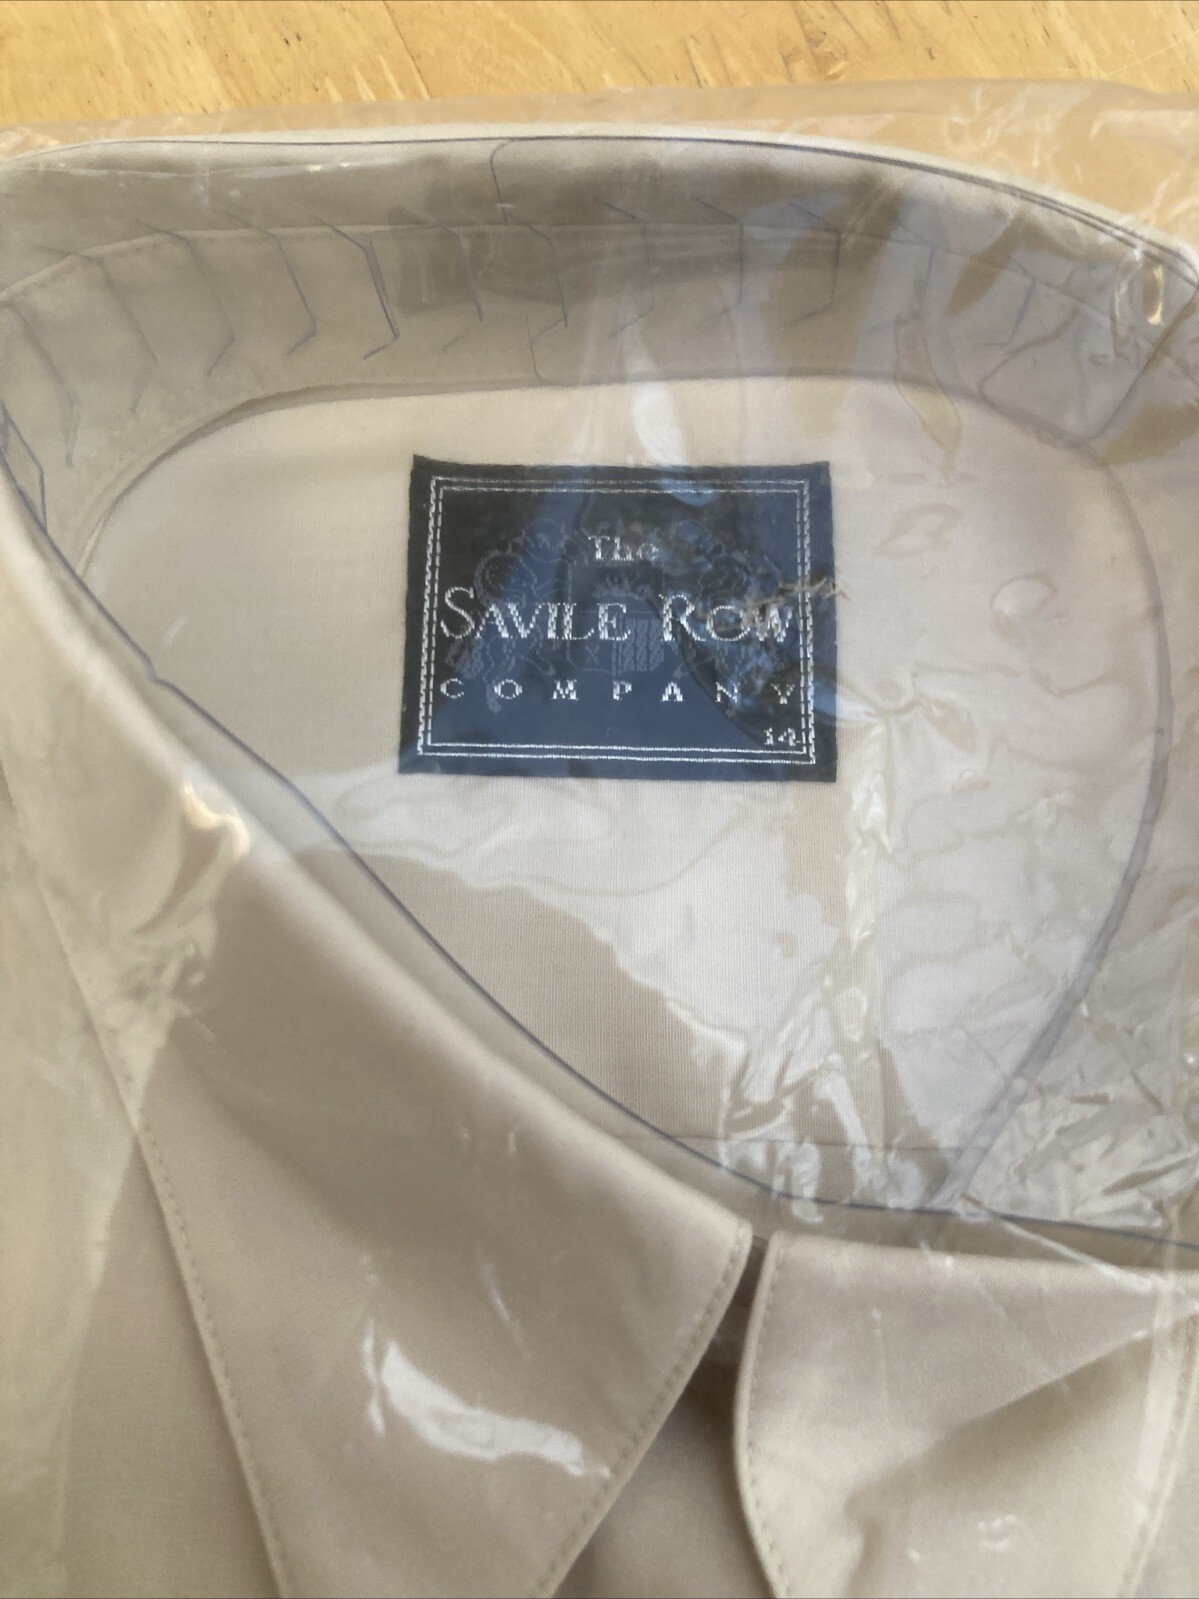 The
SAVILE ROW
COMPANY
14